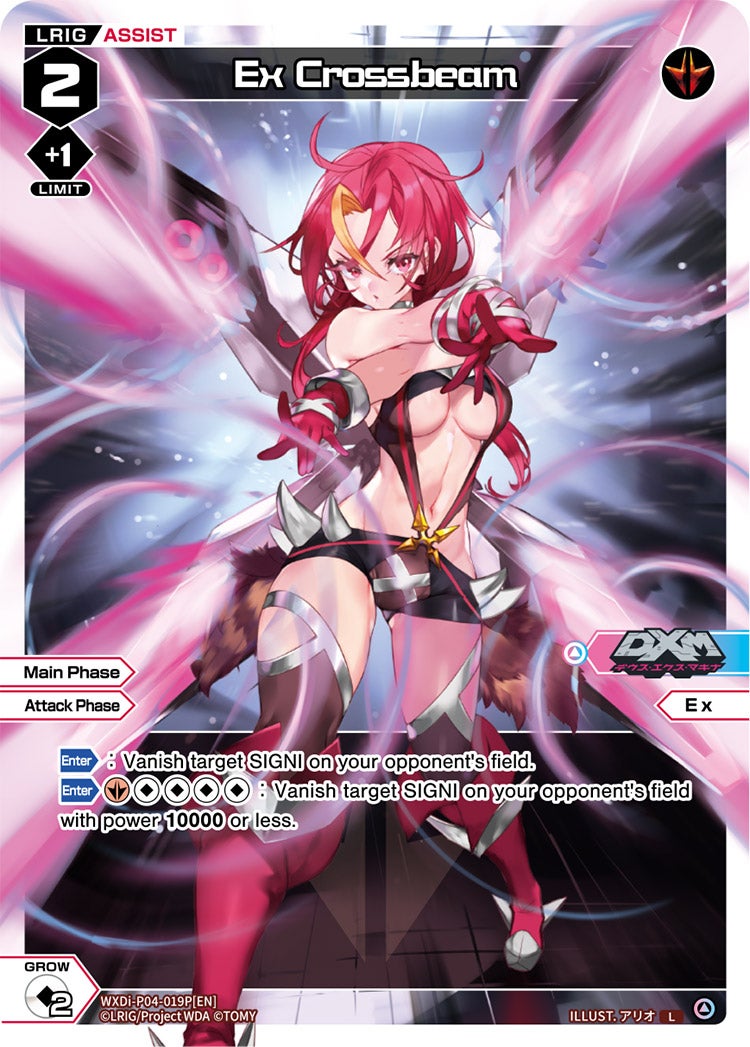 LRIG ASSIST
Ex Crossbeam
2
+1
LIMIT
DXM
デウス・エクス・マキナ
Main Phase
Attack Phase
Ex
Enter : Vanish target SIGNI on your opponent's field.
Enter : Vanish target SIGNI on your opponent's field
with power 10000 or less.
GROW
2
WXDi-P04-019P[EN]
©LRIG/Project WDA ©TOMY
ILLUST. アリオ L